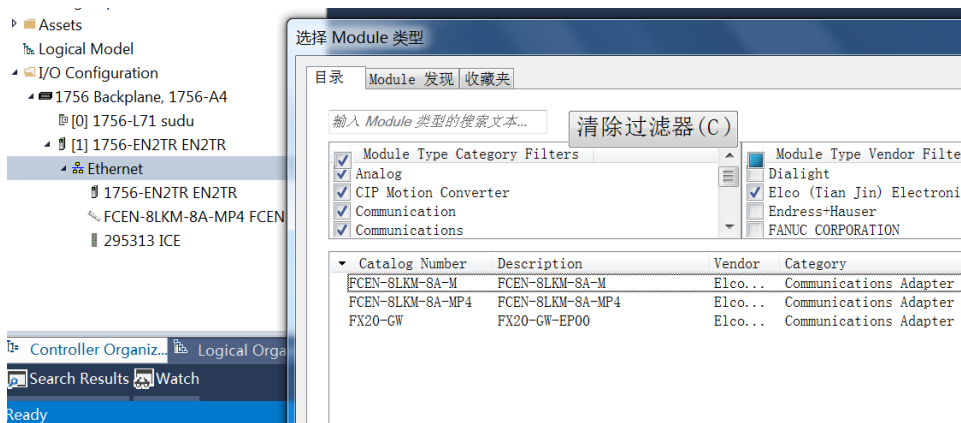 Assets
Logical Model
I/O Configuration
1756 Backplane, 1756-A4
[0] 1756-L71 sudu
[1] 1756-EN2TR EN2TR
Ethernet
1756-EN2TR EN2TR
FCEN-8LKM-8A-MP4 FCEN
295313 ICE
Controller Organiz... Logical Orga
Search Results Watch
Ready
选择 Module 类型
目录 Module 发现 收藏夹
输入 Module 类型的搜索文本... 清除过滤器(C)
Module Type Category Filters
Analog
CIP Motion Converter
Communication
Communications
Module Type Vendor Filte
Dialight
Elco (Tian Jin) Electroni
Endress+Hauser
FANUC CORPORATION
Catalog Number Description Vendor Category
FCEN-8LKM-8A-M FCEN-8LKM-8A-M Elco... Communications Adapter
FCEN-8LKM-8A-MP4 FCEN-8LKM-8A-MP4 Elco... Communications Adapter
FX20-GW FX20-GW-EP00 Elco... Communications Adapter